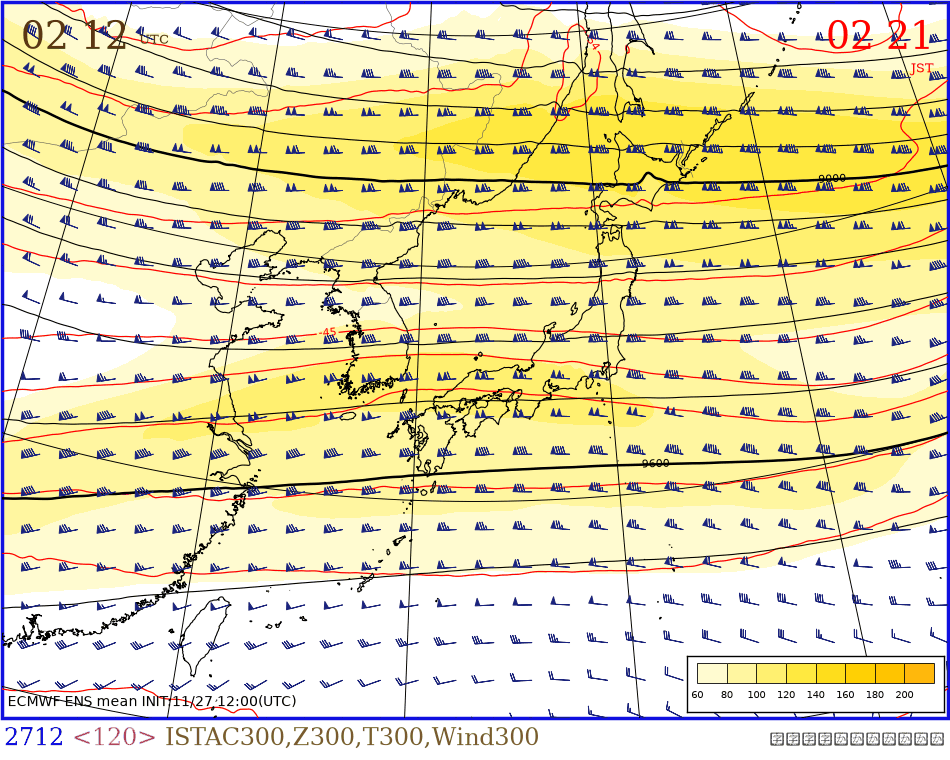 02 12 UTC
02 21 JST
-54
9000
-45
9600
60 80 100 120 140 160 180 200
ECMWF ENS mean INIT:11/27 12:00(UTC)
2712 <120> ISTAC300,Z300,T300,Wind300